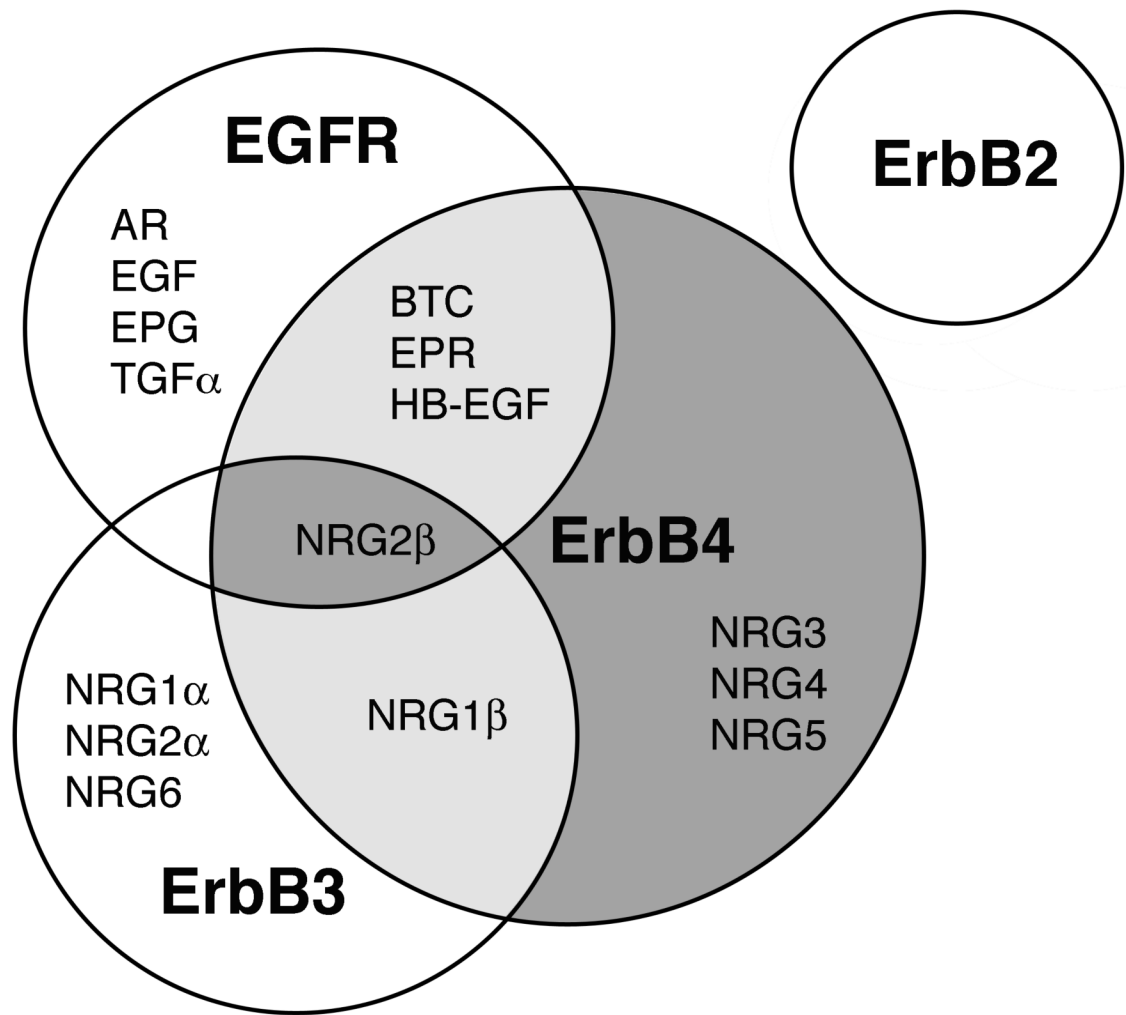 EGFR
ErbB2
AR
EGF
EPG
TGFα
BTC
EPR
HB-EGF
NRG2β
ErbB4
NRG3
NRG4
NRG5
NRG1α
NRG2α
NRG6
NRG1β
ErbB3